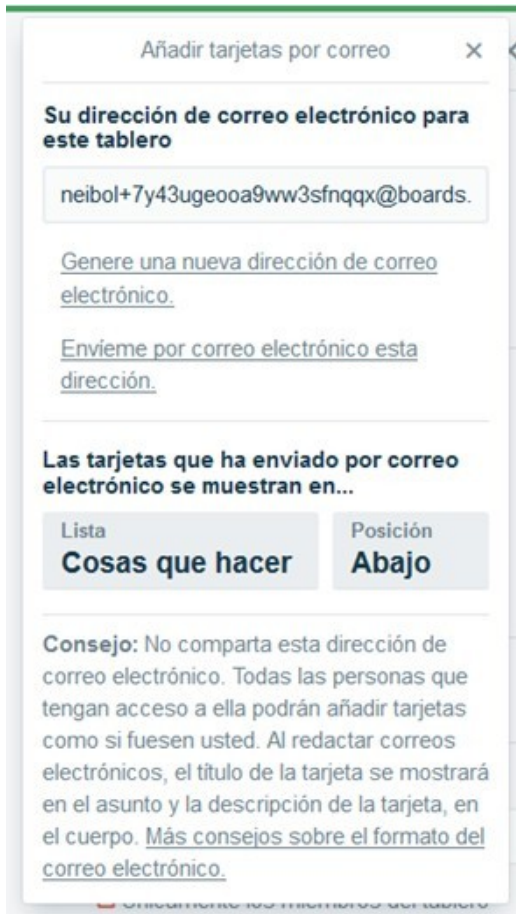 Añadir tarjetas por correo
Su dirección de correo electrónico para
este tablero
neibol+7y43ugeooa9ww3sfnqqx@boards.
Genere una nueva dirección de correo
electrónico.
Envíeme por correo electrónico esta
dirección.
Las tarjetas que ha enviado por correo
electrónico se muestran en...
Lista
Cosas que hacer
Posición
Abajo
Consejo: No comparta esta dirección de
correo electrónico. Todas las personas que
tengan acceso a ella podrán añadir tarjetas
como si fuesen usted. Al redactar correos
electrónicos, el título de la tarjeta se mostrará
en el asunto y la descripción de la tarjeta, en
el cuerpo. Más consejos sobre el formato del
correo electrónico.
Únicamente los miembros del tablero